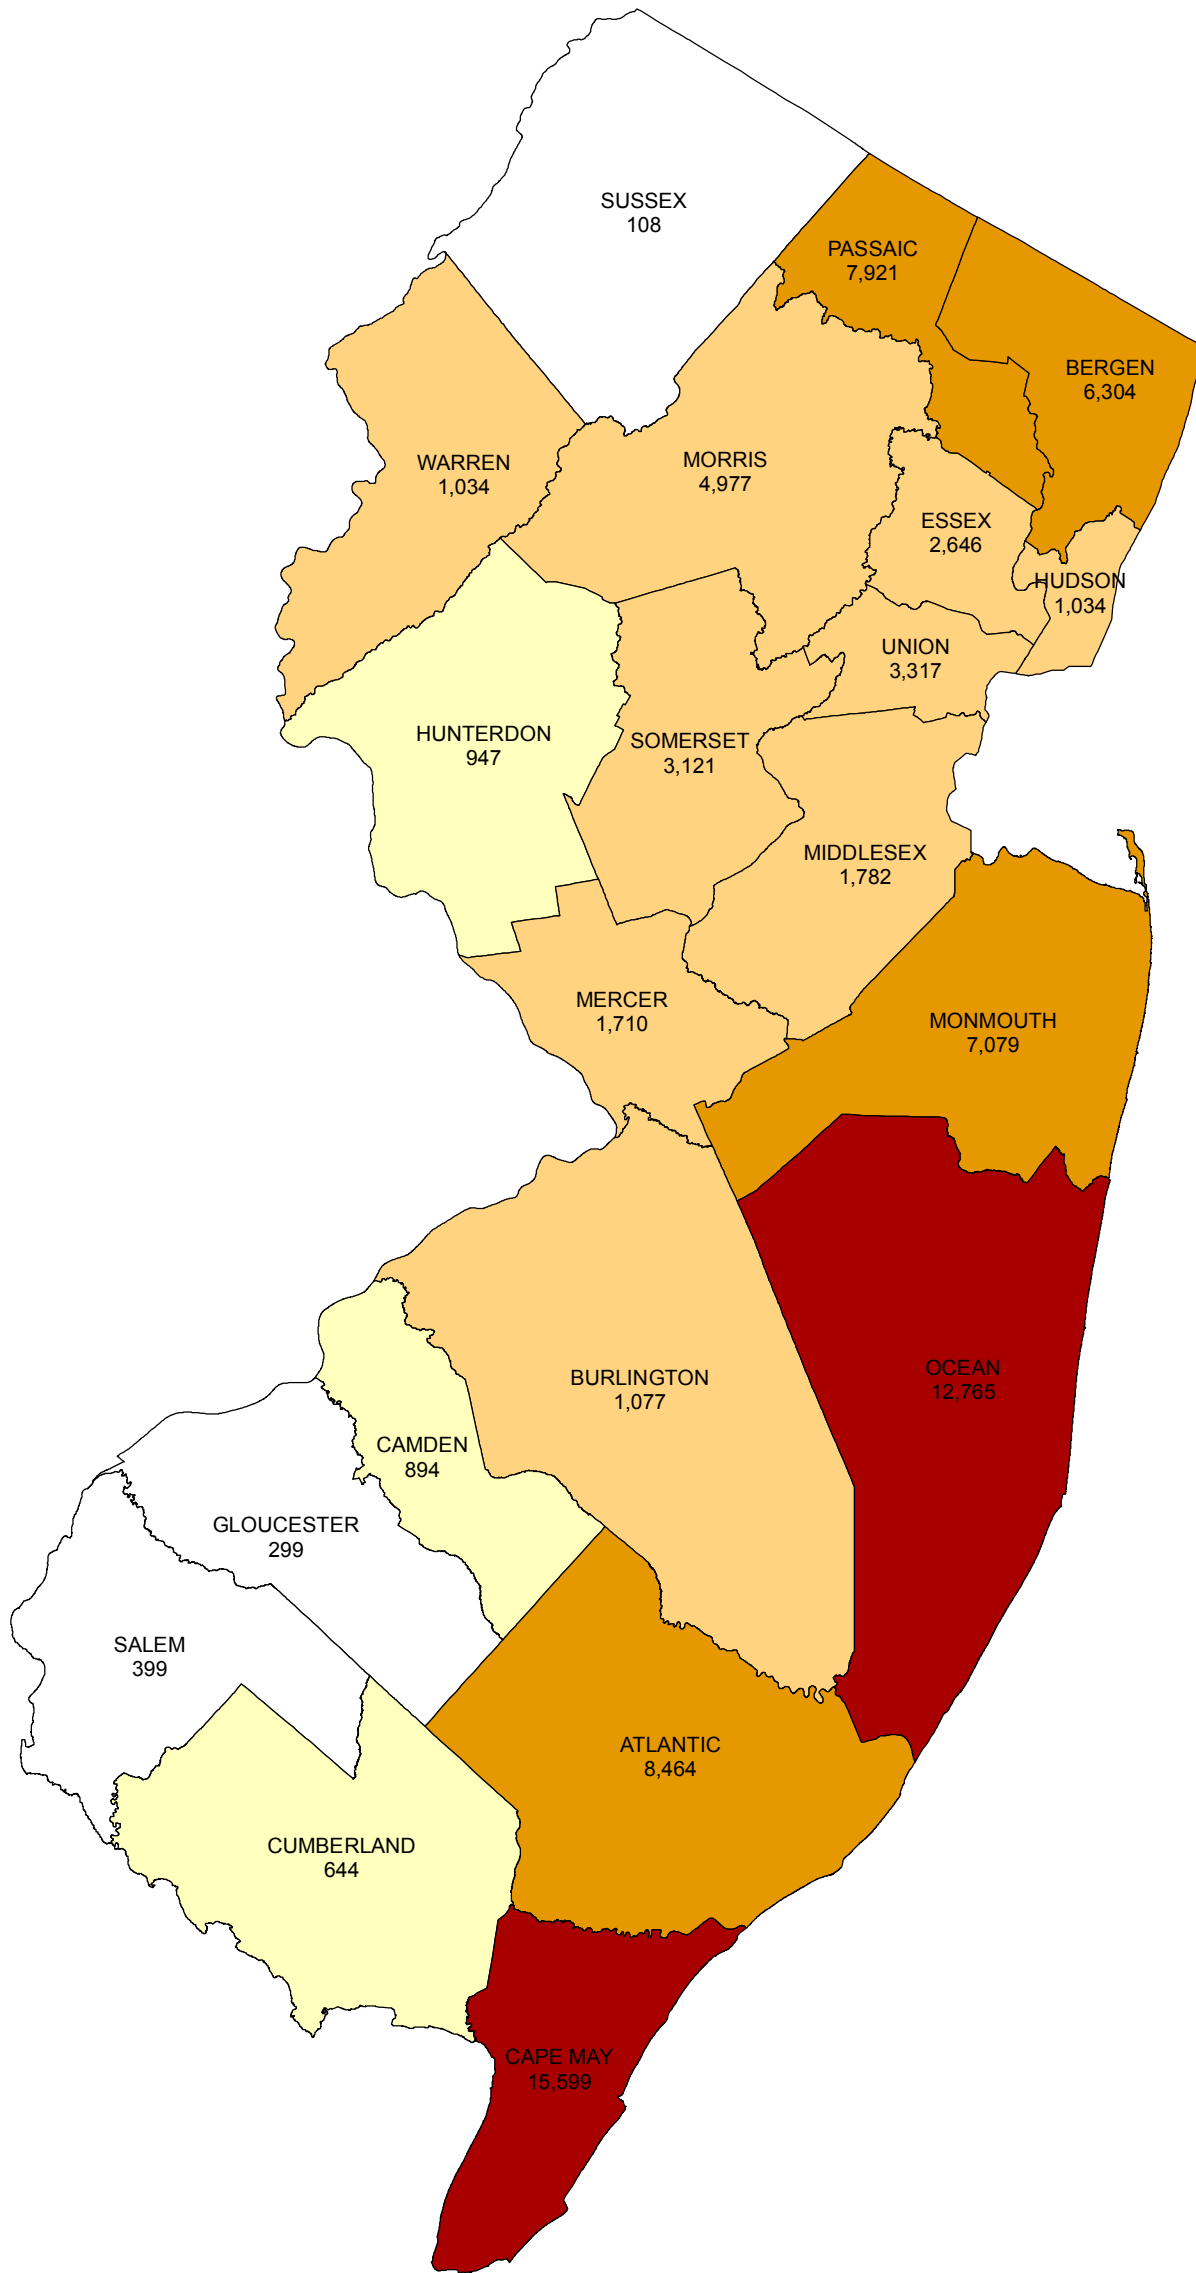 SUSSEX
108
PASSAIC
7,921
BERGEN
6,304
WARREN
1,034
MORRIS
4,977
ESSEX
2,646
HUDSON
1,034
UNION
3,317
HUNTERDON
947
SOMERSET
3,121
MIDDLESEX
1,782
MERCER
1,710
MONMOUTH
7,079
OCEAN
12,765
BURLINGTON
1,077
CAMDEN
894
GLOUCESTER
299
SALEM
399
ATLANTIC
8,464
CUMBERLAND
644
CAPE MAY
15,599